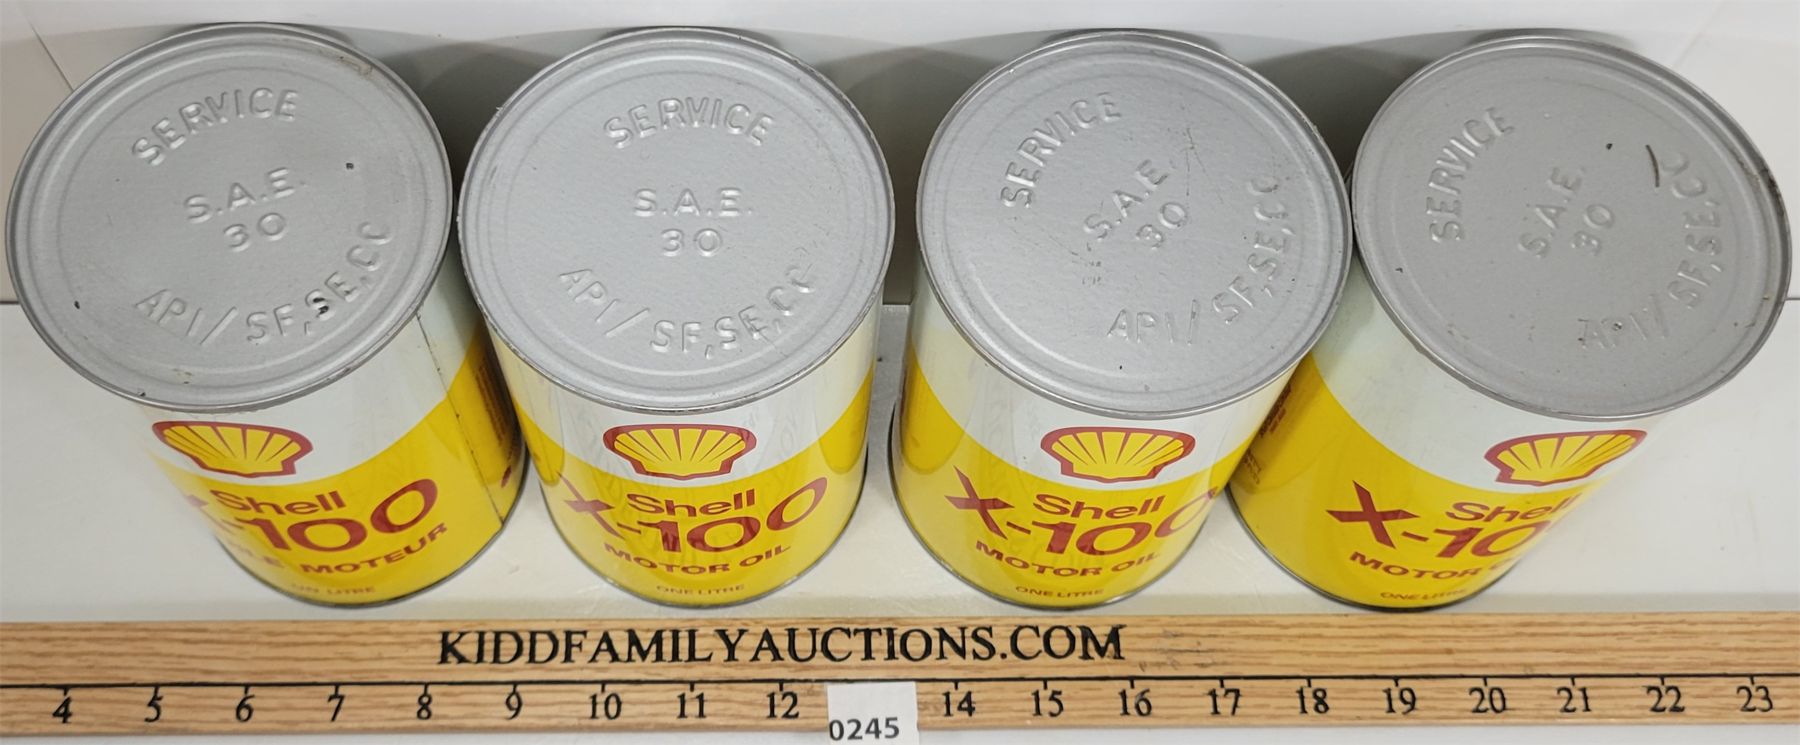 SERVICE
S.A.E.
30
API/SF,SE,CC
Shell
X-100
HUILE MOTEUR
UN LITRE
SERVICE
S.A.E.
30
API/SF,SE,CC
Shell
X-100
MOTOR OIL
ONE LITRE
SERVICE
S.A.E.
30
API/SF,SE,CC
Shell
X-100
MOTOR OIL
ONE LITRE
SERVICE
S.A.E.
30
API/SF,SE,CC
Shell
X-10
MOTOR
ONE LITRE
KIDDFAMILYAUCTIONS.COM
4 5 6 7 8 9 10 11 12 14 15 16 17 18 19 20 21 22 23
0245